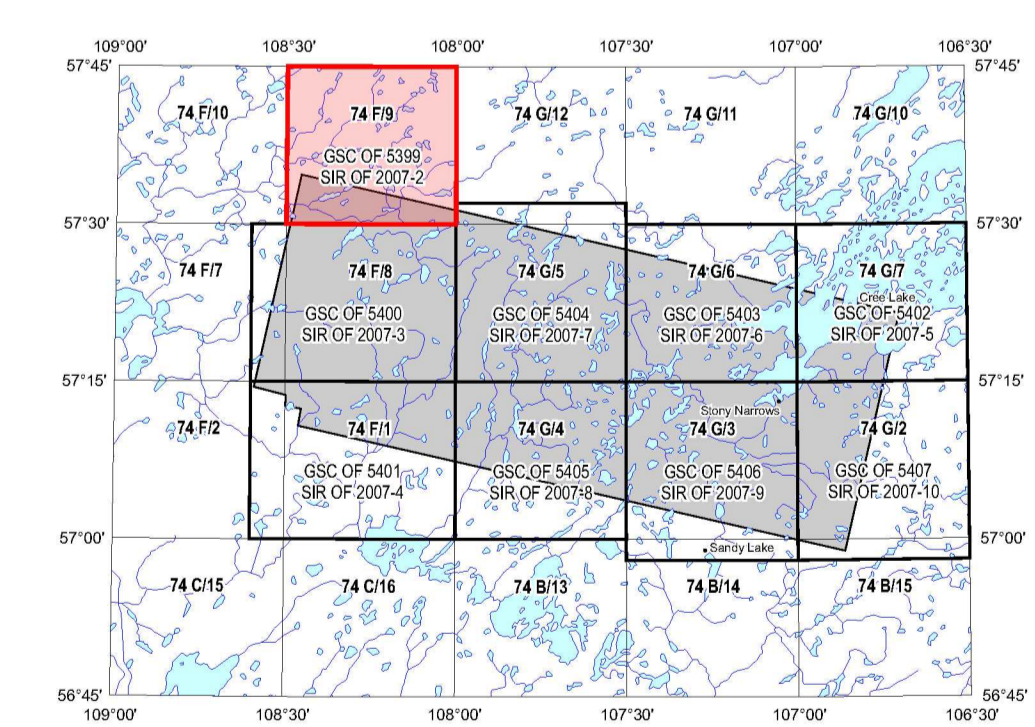 109°00'
108°30'
108°00'
107°30'
107°00'
106°30'
57°45'
57°45'
74 F/10
74 F/9
74 G/12
74 G/11
74 G/10
GSC OF 5399
SIR OF 2007-2
57°30'
57°30'
74 F/7
74 F/8
74 G/5
74 G/6
74 G/7
Cree Lake
GSC OF 5400
SIR OF 2007-3
GSC OF 5404
SIR OF 2007-7
GSC OF 5403
SIR OF 2007-6
GSC OF 5402
SIR OF 2007-5
57°15'
57°15'
Stony Narrows
74 F/2
74 F/1
74 G/4
74 G/3
74 G/2
GSC OF 5401
SIR OF 2007-4
GSC OF 5405
SIR OF 2007-8
GSC OF 5406
SIR OF 2007-9
GSC OF 5407
SIR OF 2007-10
57°00'
57°00'
Sandy Lake
74 C/15
74 C/16
74 B/13
74 B/14
74 B/15
56°45'
56°45'
109°00'
108°30'
108°00'
107°30'
107°00'
106°30'